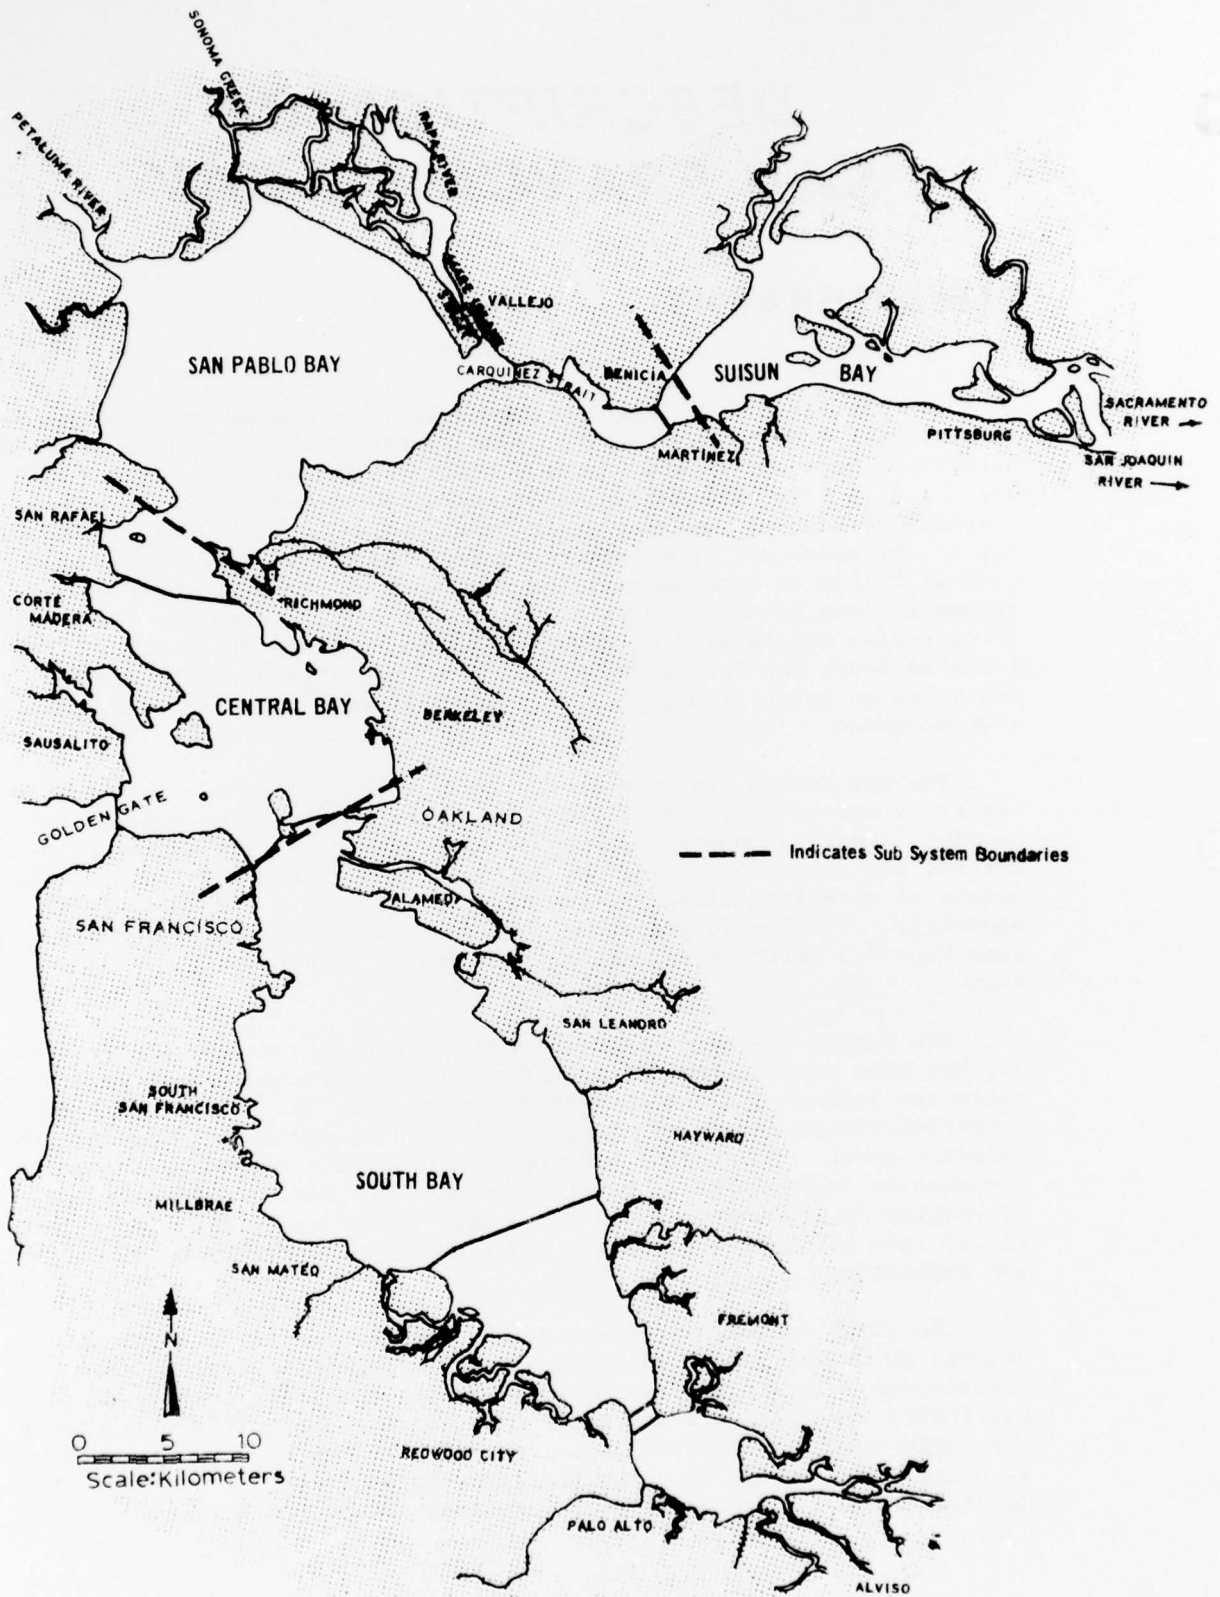 SONOMA CREEK
PETALUMA RIVER
NAPA RIVER
VALLEJO
SAN PABLO BAY
CARQUINEZ STRAIT
BENICIA
SUISUN BAY
SACRAMENTO
RIVER
PITTSBURG
MARTINEZ
SAN JOAQUIN
RIVER
SAN RAFAEL
RICHMOND
CORTE
MADERA
CENTRAL BAY
BERKELEY
SAUSALITO
GOLDEN GATE
OAKLAND
Indicates Sub System Boundaries
ALAMEDA
SAN FRANCISCO
SAN LEANDRO
SOUTH
SAN FRANCISCO
HAYWARD
SOUTH BAY
MILLBRAE
SAN MATEO
N
FREMONT
0 5 10
Scale:Kilometers
REDWOOD CITY
PALO ALTO
ALVISO